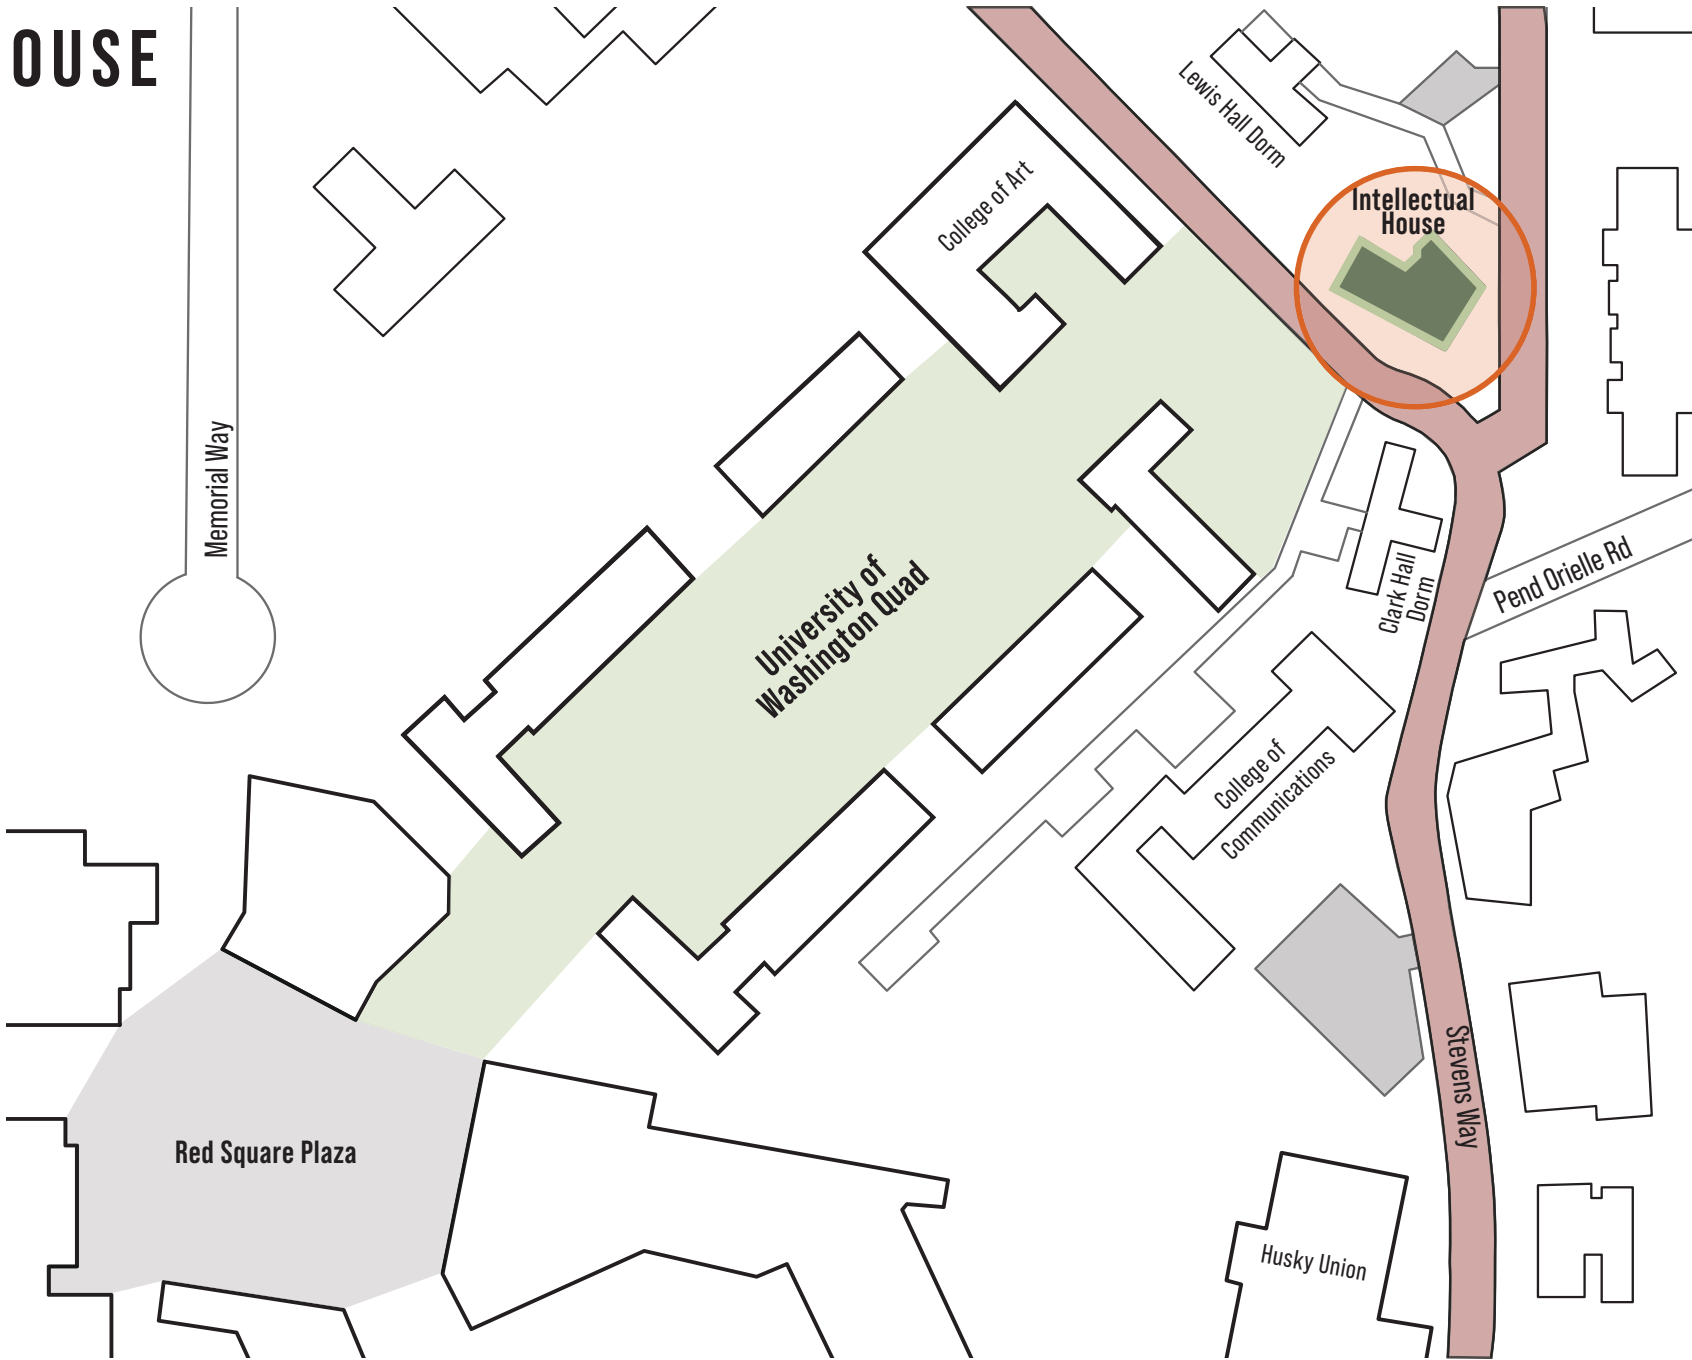 OUSE
Lewis Hall Dorm
College of Art
Intellectual
House
Memorial Way
University of
Washington Quad
Clark Hall
Dorm
Pend Orielle Rd
College of
Communications
Stevens Way
Red Square Plaza
Husky Union